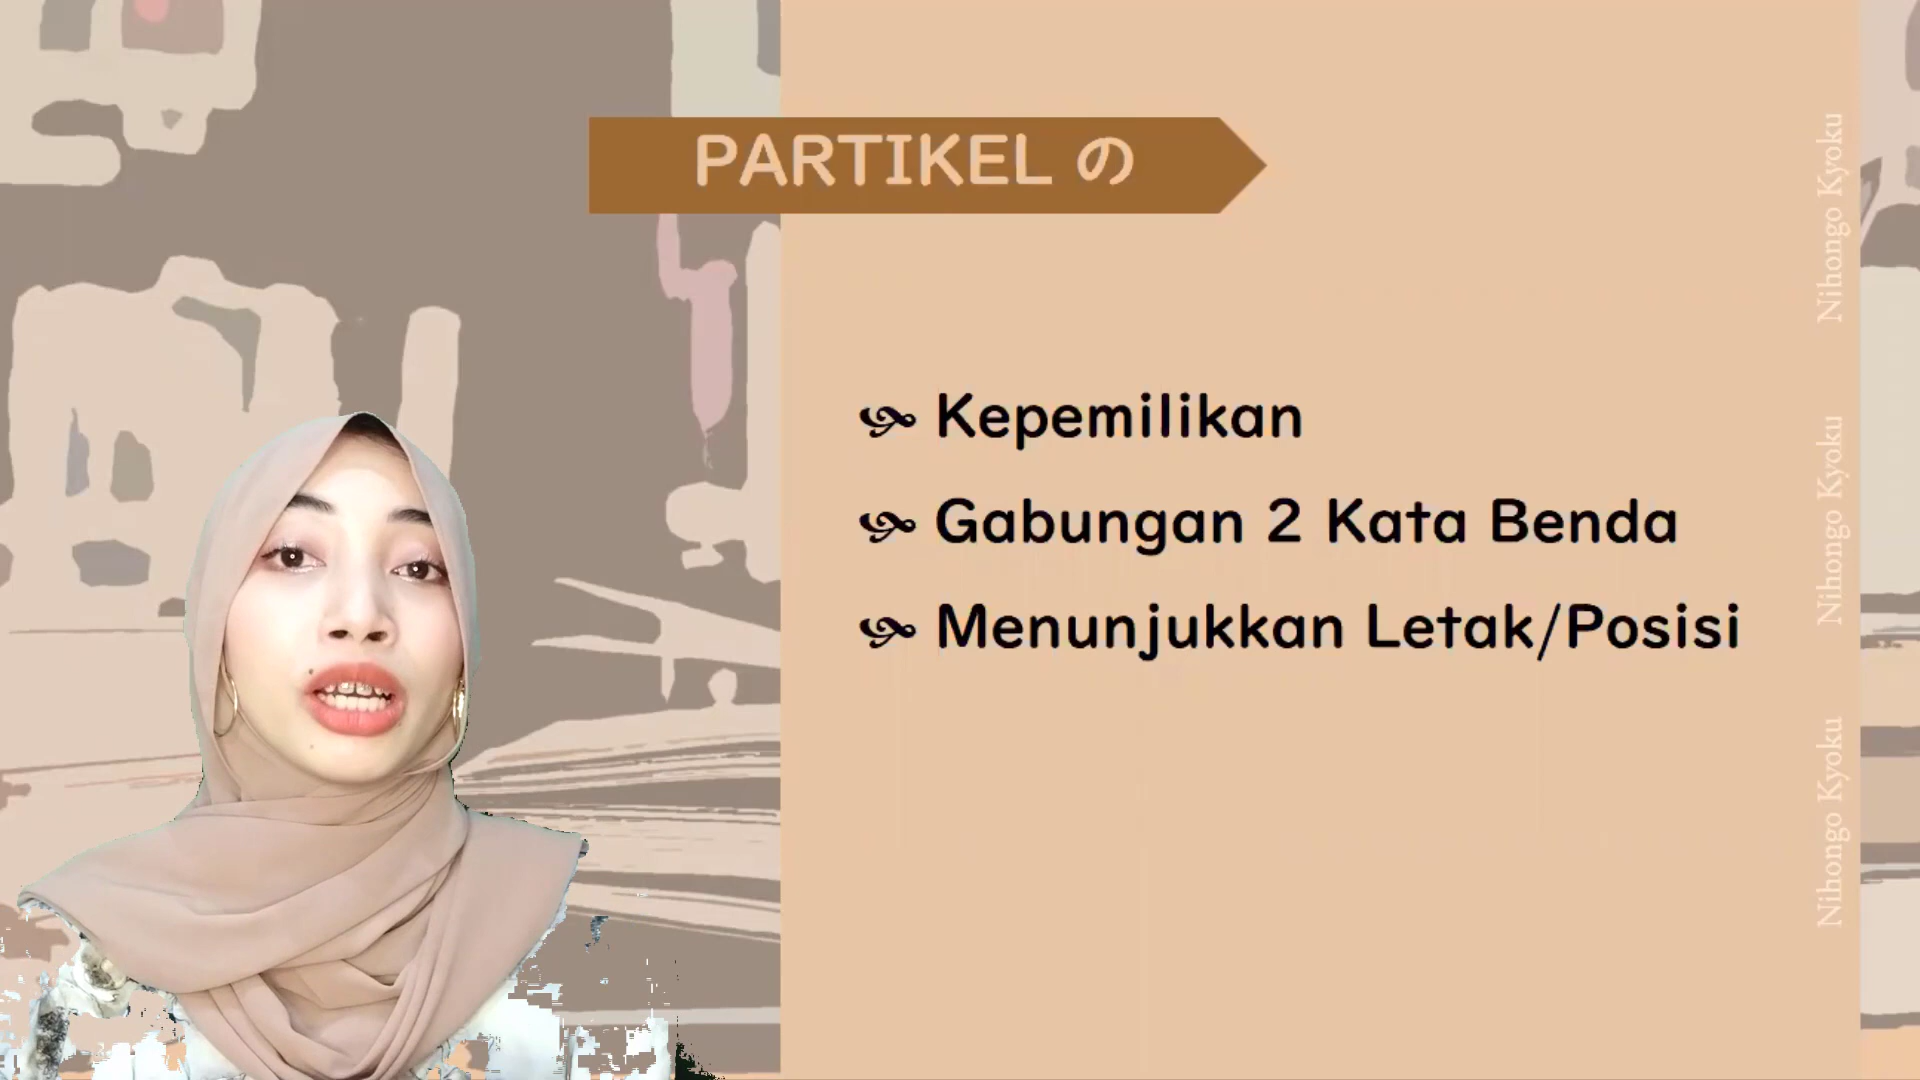 PARTIKEL の
Kepemilikan
Gabungan 2 Kata Benda
Menunjukkan Letak/Posisi
Nihongo Kyoku
Nihongo Kyoku
Nihongo Kyoku